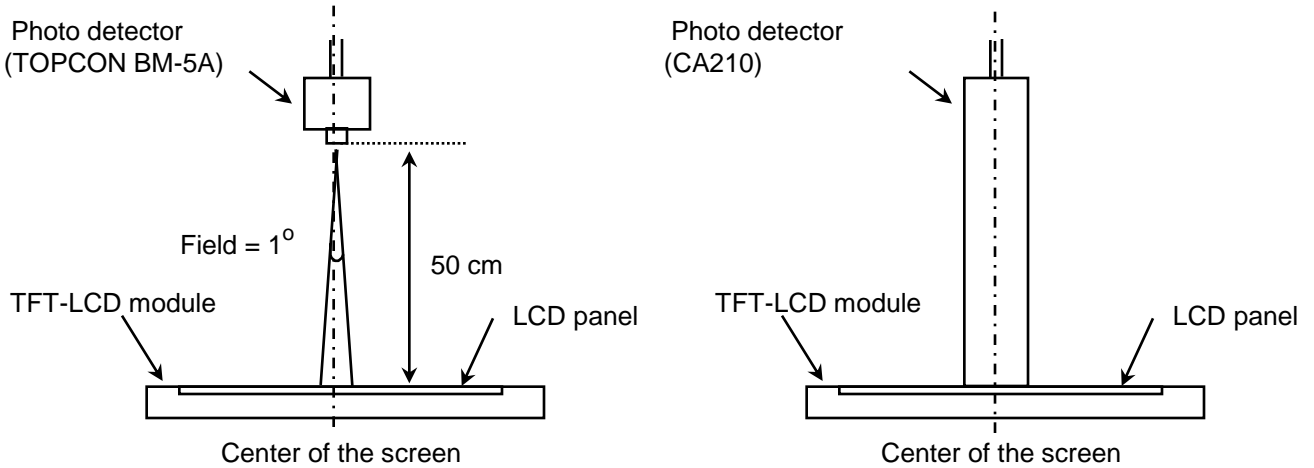 Photo detector
(TOPCON BM-5A)
Field = 1°
50 cm
TFT-LCD module
LCD panel
Center of the screen
Photo detector
(CA210)
TFT-LCD module
LCD panel
Center of the screen